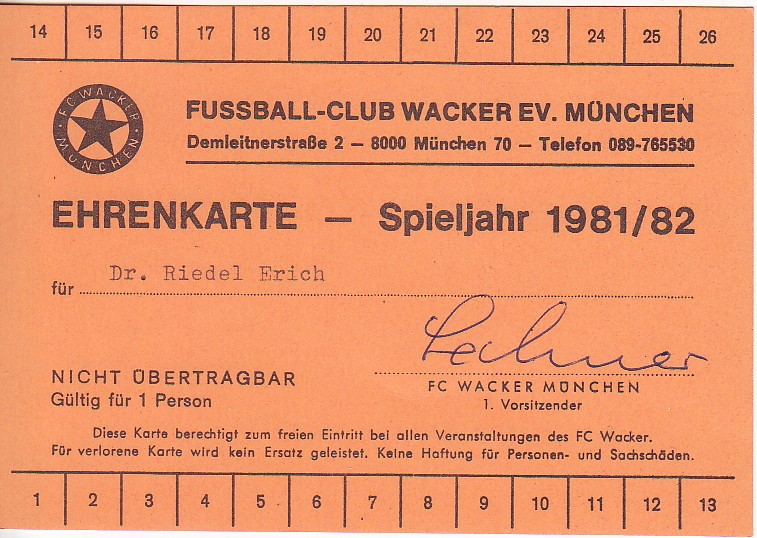 14 15 16 17 18 19 20 21 22 23 24 25 26
FC WACKER
MÜNCHEN
FUSSBALL-CLUB WACKER EV. MÜNCHEN
Demleitnerstraße 2 — 8000 München 70 — Telefon 089-765530
EHRENKARTE — Spieljahr 1981/82
für Dr. Riedel Erich
Lechner
NICHT ÜBERTRAGBAR
Gültig für 1 Person
FC WACKER MÜNCHEN
1. Vorsitzender
Diese Karte berechtigt zum freien Eintritt bei allen Veranstaltungen des FC Wacker.
Für verlorene Karte wird kein Ersatz geleistet. Keine Haftung für Personen- und Sachschäden.
1 2 3 4 5 6 7 8 9 10 11 12 13